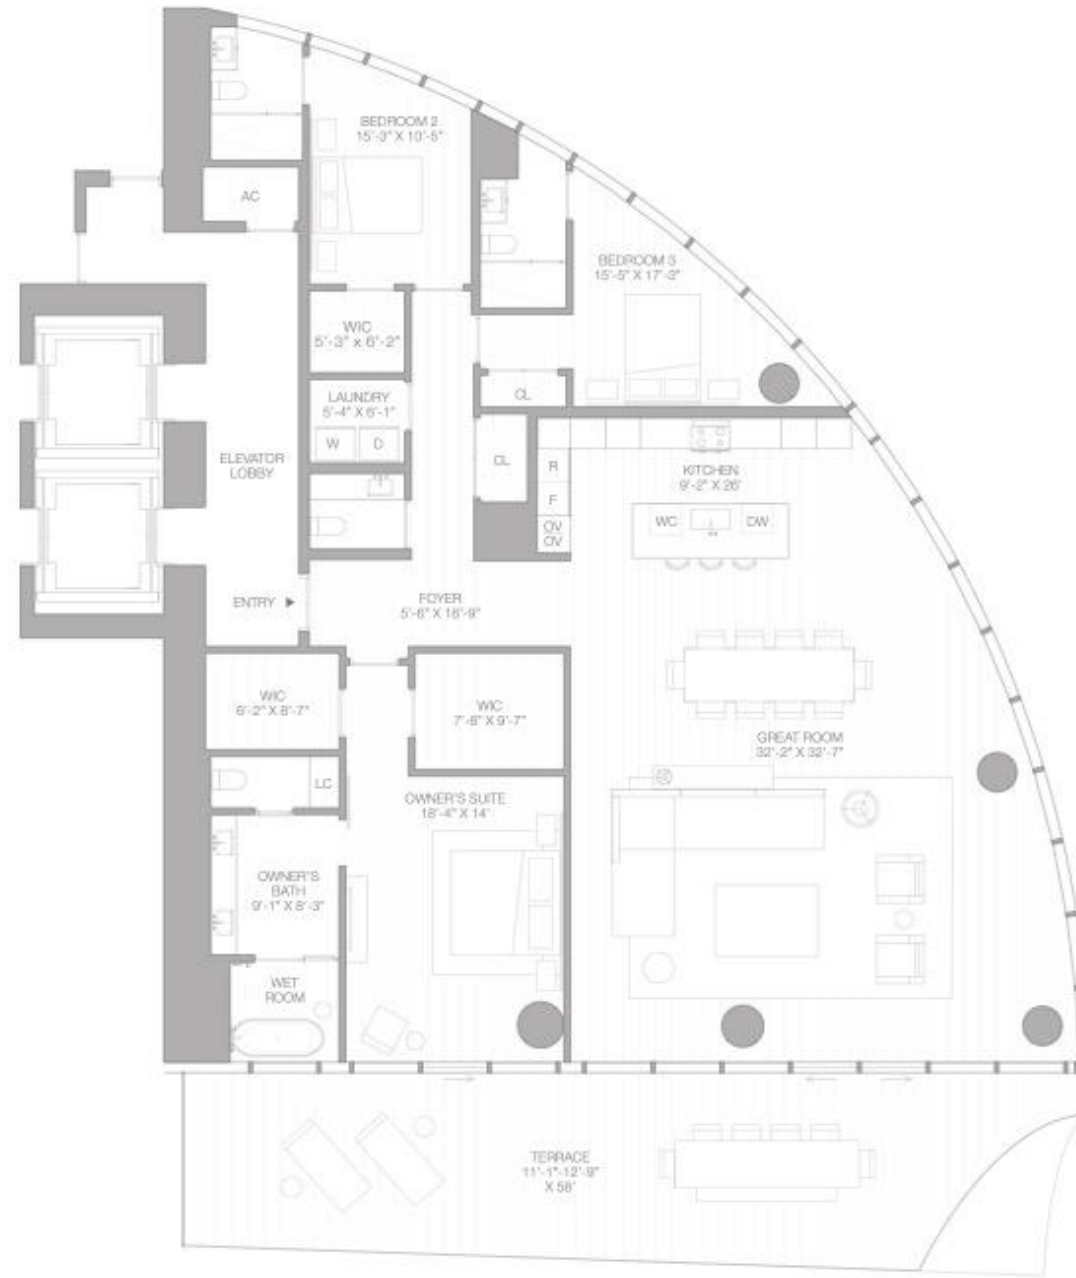 BEDROOM 2
15'-3" X 10'-5"
AC
BEDROOM 3
15'-5" X 17'-3"
WIC
5'-3" x 6'-2"
LAUNDRY
5'-4" X 6'-1"
W
D
CL
CL
ELEVATOR
LOBBY
R
F
OV
OV
KITCHEN
9'-2" X 26'
WC
DW
ENTRY
FOYER
5'-6" X 16'-9"
WIC
6'-2" X 8'-7"
WIC
7'-6" X 9'-7"
GREAT ROOM
32'-2" X 32'-7"
LC
OWNER'S SUITE
18'-4" X 14'
OWNER'S
BATH
9'-1" X 8'-3"
WET
ROOM
TERRACE
11'-1"-12'-9"
X 58'